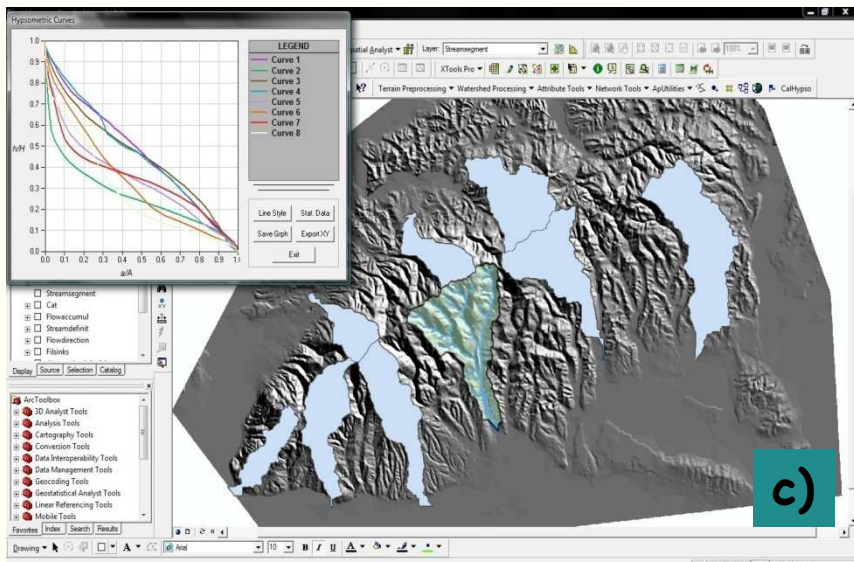 Hypsometric Curves
1.0
0.9
0.8
0.7
0.6
0.5
0.4
0.3
0.2
0.1
0.0
h/H
0.0 0.1 0.2 0.3 0.4 0.5 0.6 0.7 0.8 0.9
a/A
LEGEND
Curve 1
Curve 2
Curve 3
Curve 4
Curve 5
Curve 6
Curve 7
Curve 8
Line Style Stat. Data
Save Grph Export XY
Exit
patial Analyst Layer: Streamsegment 100%
XTools Pro
Terrain Preprocessing Watershed Processing Attribute Tools Network Tools ApUtilities CalHypso
Streamsegment
Cat
Flowaccumul
Streamdefinit
Flowdirection
Filsinks
Display Source Selection Catalog
ArcToolbox
3D Analyst Tools
Analysis Tools
Cartography Tools
Conversion Tools
Data Interoperability Tools
Data Management Tools
Geocoding Tools
Geostatistical Analyst Tools
Linear Referencing Tools
Mobile Tools
Favorites Index Search Results
Drawing A Arial 10 B I U A
c)